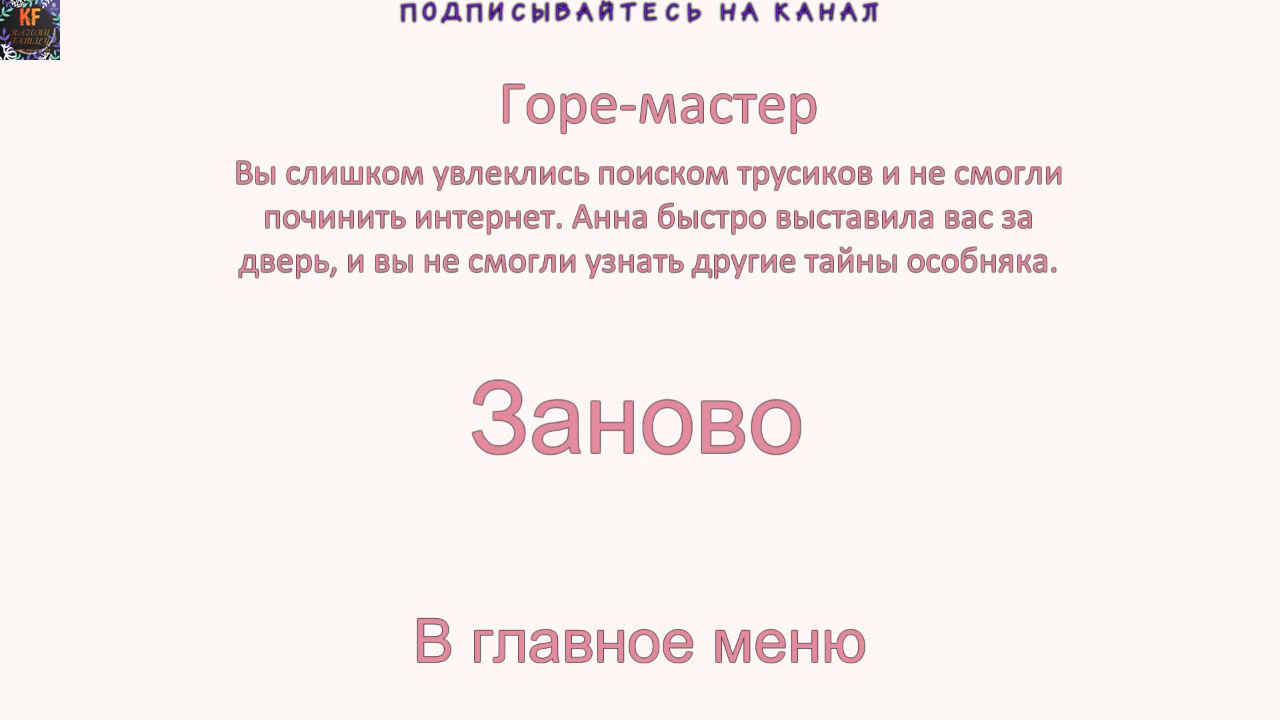 ПОДПИСЫВАЙТЕСЬ НА КАНАЛ
KF
Горе-мастер
Вы слишком увлеклись поиском трусиков и не смогли
починить интернет. Анна быстро выставила вас за
дверь, и вы не смогли узнать другие тайны особняка.
Заново
В главное меню